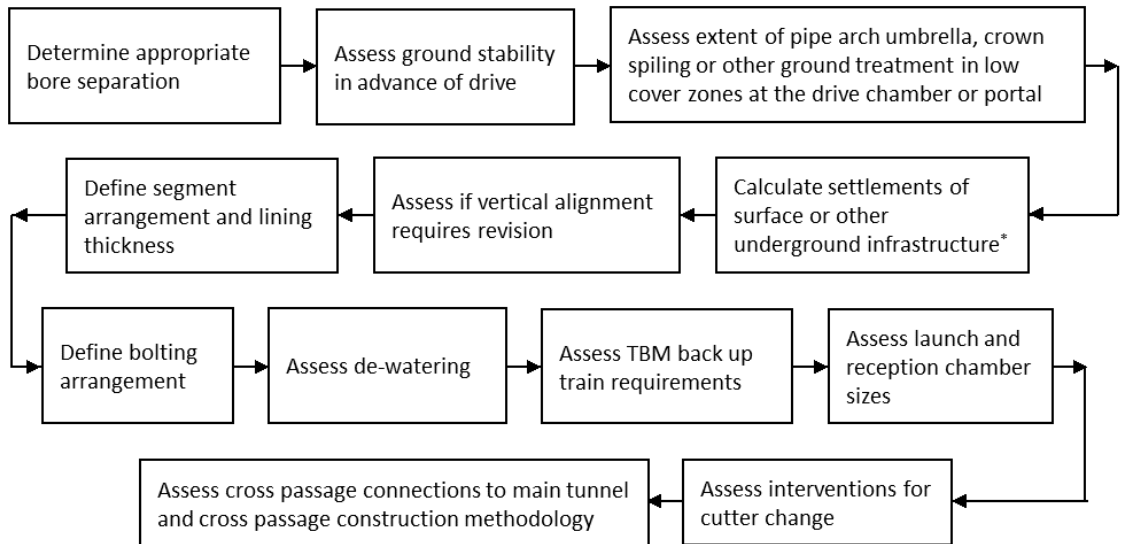 Determine appropriate
bore separation
Assess ground stability
in advance of drive
Assess extent of pipe arch umbrella, crown
spiling or other ground treatment in low
cover zones at the drive chamber or portal
Calculate settlements of
surface or other
underground infrastructure*
Assess if vertical alignment
requires revision
Define segment
arrangement and lining
thickness
Define bolting
arrangement
Assess de-watering
Assess TBM back up
train requirements
Assess launch and
reception chamber
sizes
Assess interventions for
cutter change
Assess cross passage connections to main tunnel
and cross passage construction methodology